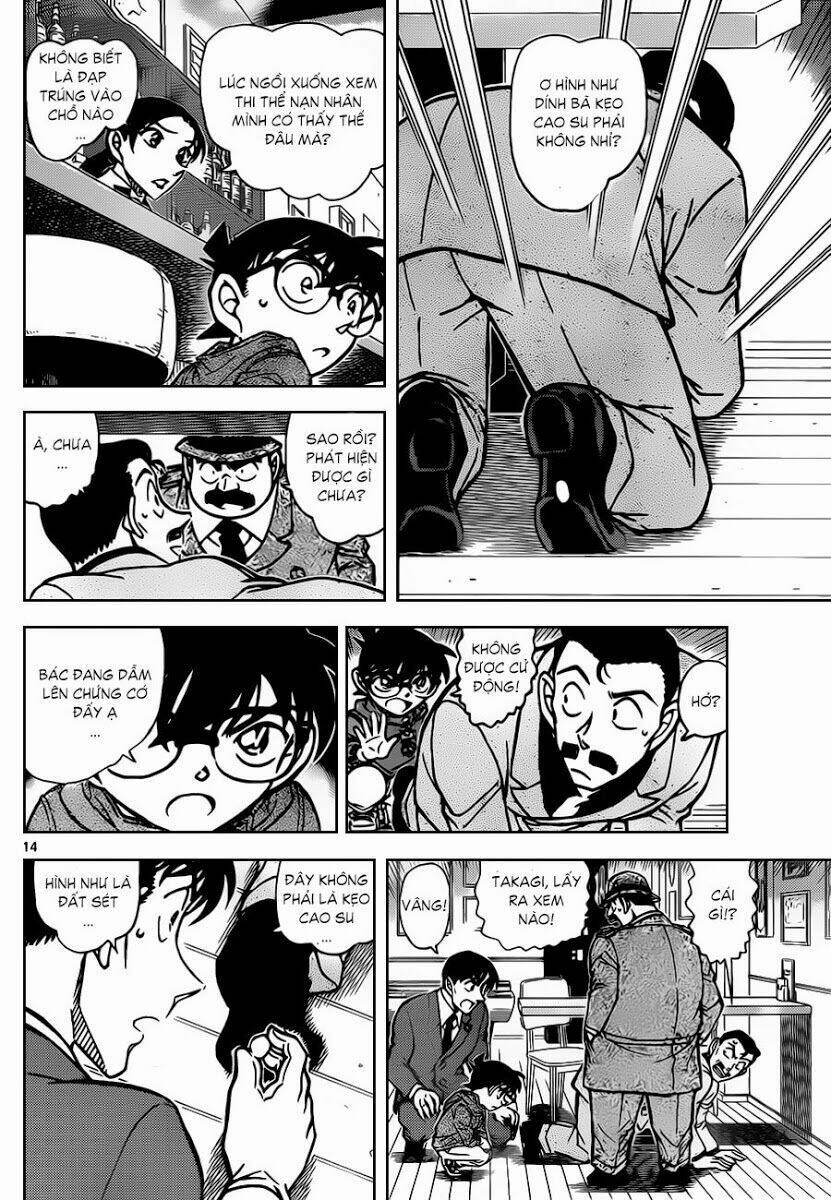 Ơ HÌNH NHƯ
DÍNH BÃ KẸO
CAO SU PHẢI
KHÔNG NHỈ?
LÚC NGỒI XUỐNG XEM
THI THỂ NẠN NHÂN
MÌNH CÓ THẤY THẾ
ĐÂU MÀ?
KHÔNG BIẾT
LÀ ĐẠP
TRÚNG VÀO
CHỖ NÀO
...
SAO RỒI?
PHÁT HIỆN
ĐƯỢC GÌ
CHƯA?
À, CHƯA
...
KHÔNG
ĐƯỢC CỬ
ĐỘNG!
HỚ?
BÁC ĐANG DẪM
LÊN CHỨNG CỚ
ĐẤY Ạ
...
CÁI
GÌ!?
TAKAGI, LẤY
RA XEM
NÀO!
VÂNG!
ĐÂY KHÔNG
PHẢI LÀ KẸO
CAO SU
...
HÌNH NHƯ LÀ
ĐẤT SÉT
...
14